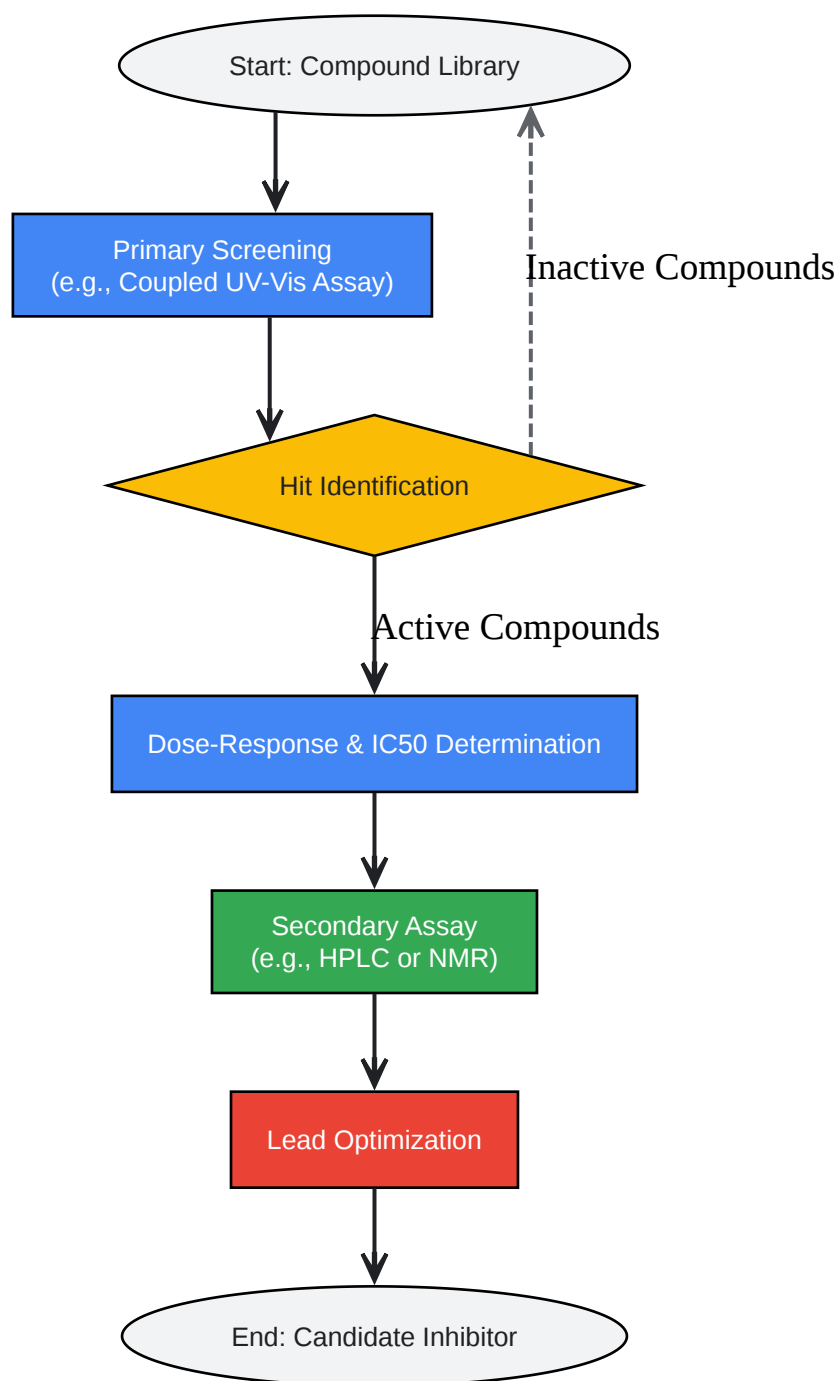 Start: Compound Library
Primary Screening
(e.g., Coupled UV-Vis Assay)
Inactive Compounds
Hit Identification
Active Compounds
Dose-Response & IC50 Determination
Secondary Assay
(e.g., HPLC or NMR)
Lead Optimization
End: Candidate Inhibitor